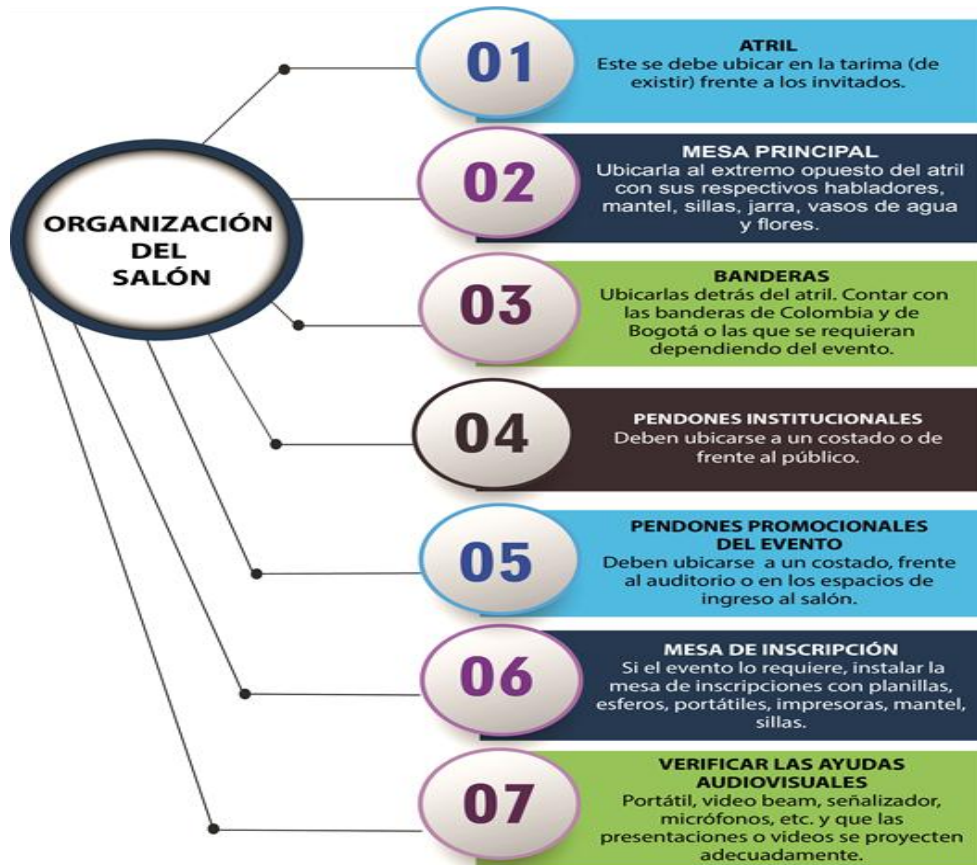 ORGANIZACIÓN
DEL
SALÓN
01
ATRIL
Este se debe ubicar en la tarima (de
existir) frente a los invitados.
02
MESA PRINCIPAL
Ubicarla al extremo opuesto del atril
con sus respectivos habladores,
mantel, sillas, jarra, vasos de agua
y flores.
03
BANDERAS
Ubicarlas detrás del atril. Contar con
las banderas de Colombia y de
Bogotá o las que se requieran
dependiendo del evento.
04
PENDONES INSTITUCIONALES
Deben ubicarse a un costado o de
frente al público.
05
PENDONES PROMOCIONALES
DEL EVENTO
Deben ubicarse a un costado, frente
al auditorio o en los espacios de
ingreso al salón.
06
MESA DE INSCRIPCIÓN
Si el evento lo requiere, instalar la
mesa de inscripciones con planillas,
esferos, portátiles, impresoras, mantel,
sillas.
07
VERIFICAR LAS AYUDAS
AUDIOVISUALES
Portátil, video beam, señalizador,
micrófonos, etc. y que las
presentaciones o videos se proyecten
adecuadamente.